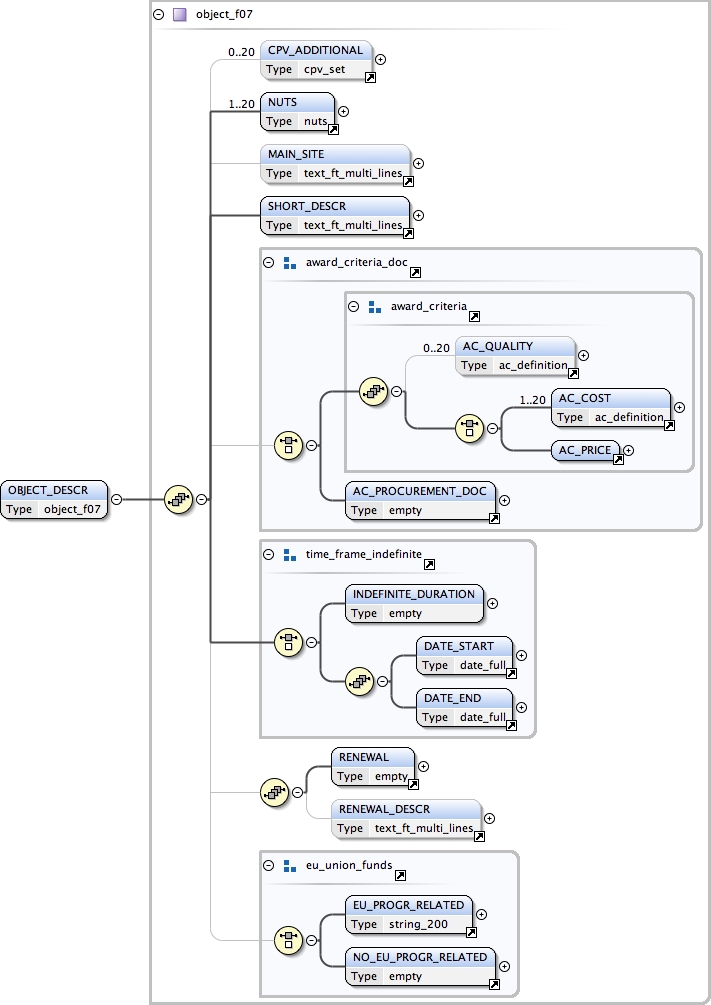 object_f07
0..20
CPV_ADDITIONAL
Type cpv_set
1..20
NUTS
Type nuts
MAIN_SITE
Type text_ft_multi_lines
SHORT_DESCR
Type text_ft_multi_lines
award_criteria_doc
award_criteria
0..20
AC_QUALITY
Type ac_definition
1..20
AC_COST
Type ac_definition
AC_PRICE
AC_PROCUREMENT_DOC
Type empty
OBJECT_DESCR
Type object_f07
time_frame_indefinite
INDEFINITE_DURATION
Type empty
DATE_START
Type date_full
DATE_END
Type date_full
RENEWAL
Type empty
RENEWAL_DESCR
Type text_ft_multi_lines
eu_union_funds
EU_PROGR_RELATED
Type string_200
NO_EU_PROGR_RELATED
Type empty